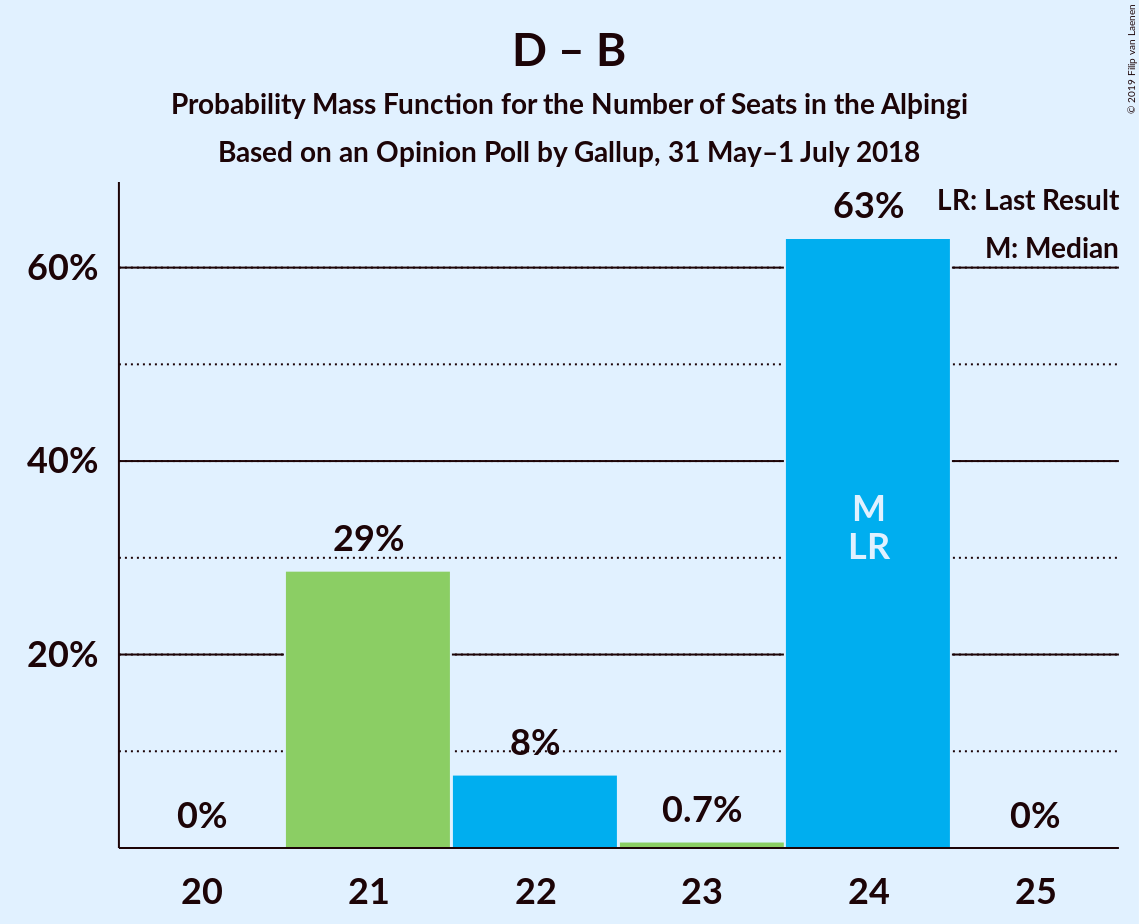 D – B
Probability Mass Function for the Number of Seats in the Alþingi
Based on an Opinion Poll by Gallup, 31 May–1 July 2018
© 2019 Filip van Laenen
LR: Last Result
M: Median
63%
60%
40%
M
LR
29%
20%
8%
0%
0.7%
0%
20
21
22
23
24
25